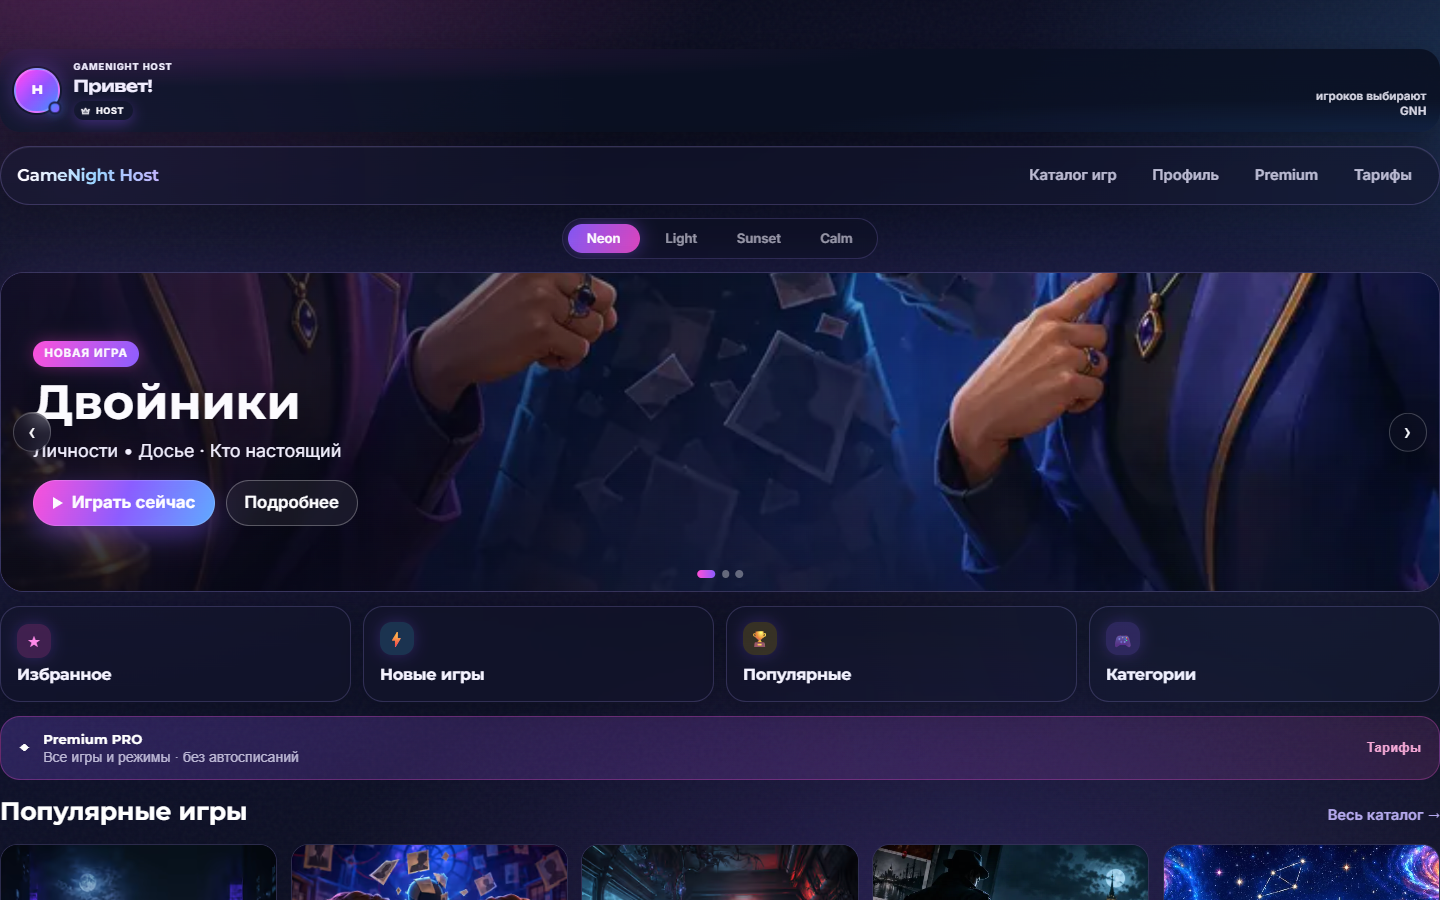 GAMENIGHT HOST
H
Привет!
HOST
игроков выбирают
GNH
GameNight Host
Каталог игр
Профиль
Premium
Тарифы
Neon
Light
Sunset
Calm
НОВАЯ ИГРА
Двойники
Личности • Досье · Кто настоящий
Играть сейчас
Подробнее
Избранное
Новые игры
Популярные
Категории
Premium PRO
Все игры и режимы · без автосписаний
Тарифы
Популярные игры
Весь каталог →